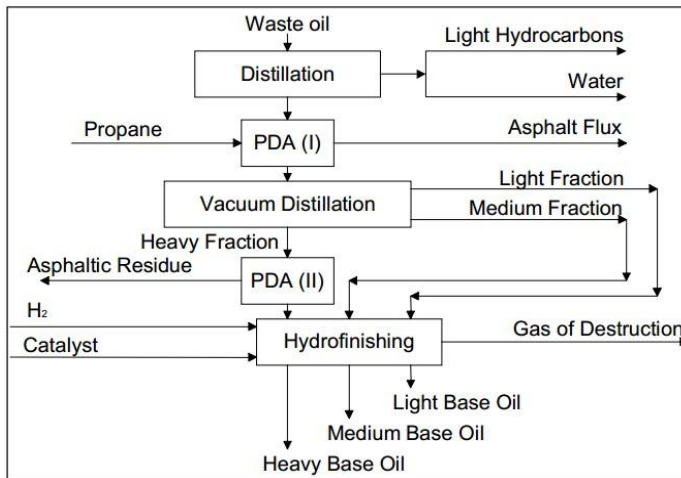 Waste oil
Light Hydrocarbons
Distillation
Water
Propane
Asphalt Flux
PDA (I)
Light Fraction
Vacuum Distillation
Medium Fraction
Heavy Fraction
Asphaltic Residue
PDA (II)
H₂
Gas of Destruction
Hydrofinishing
Catalyst
Light Base Oil
Medium Base Oil
Heavy Base Oil